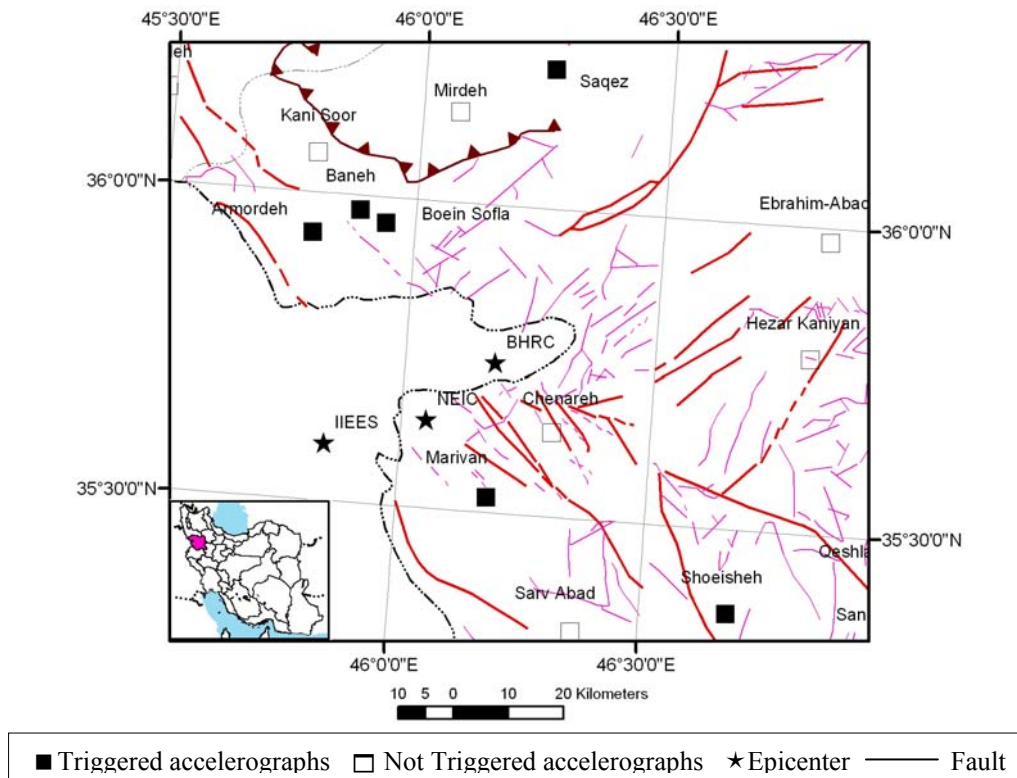 45°30'0"E 46°0'0"E 46°30'0"E
eh
Saqez
Mirdeh
Kani Soor
Baneh
36°0'0"N
Armordeh
Boein Sofla
Ebrahim-Abac
36°0'0"N
Hezar Kaniyan
BHRC
NEIC
Chenareh
IIEES
Marivan
35°30'0"N
35°30'0"N
Qeshla
Shoeisheh
Sarv Abad
San
46°0'0"E 46°30'0"E
10 5 0 10 20 Kilometers
Triggered accelerographs Not Triggered accelerographs Epicenter Fault